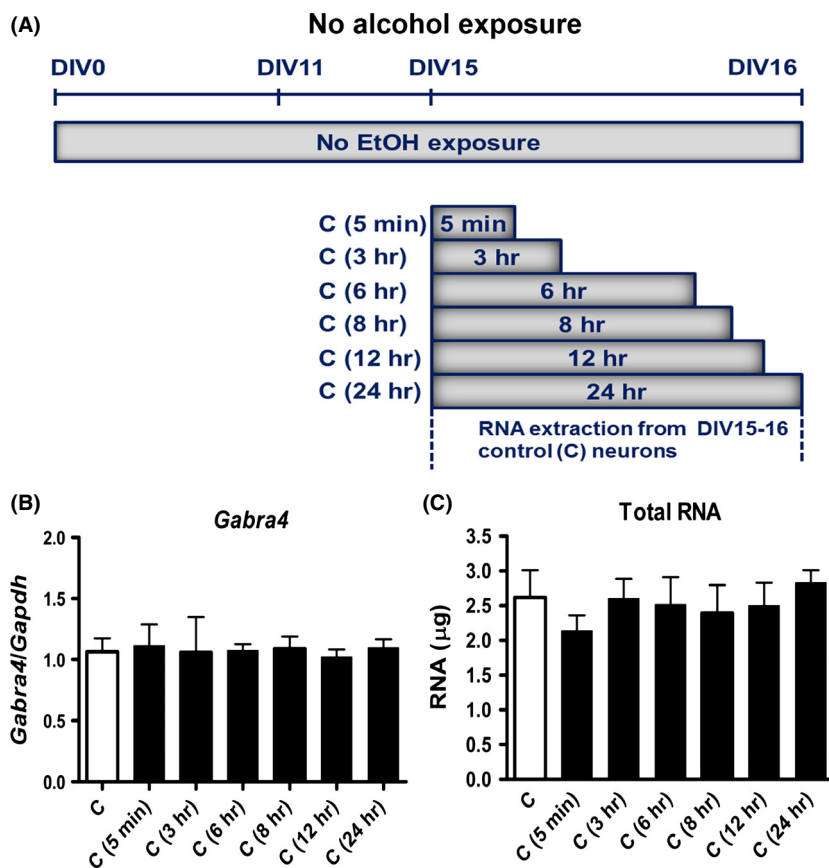 (A)
No alcohol exposure
DIV0 DIV11 DIV15 DIV16
No EtOH exposure
C (5 min) 5 min
C (3 hr) 3 hr
C (6 hr) 6 hr
C (8 hr) 8 hr
C (12 hr) 12 hr
C (24 hr) 24 hr
RNA extraction from DIV15-16
control (C) neurons
(B)
Gabra4
Gabra4/Gapdh
2.0
1.5
1.0
0.5
0.0
C
C (5 min)
C (3 hr)
C (6 hr)
C (8 hr)
C (12 hr)
C (24 hr)
(C)
Total RNA
RNA (µg)
3.5
3.0
2.5
2.0
1.5
1.0
0.5
0.0
C
C (5 min)
C (3 hr)
C (6 hr)
C (8 hr)
C (12 hr)
C (24 hr)